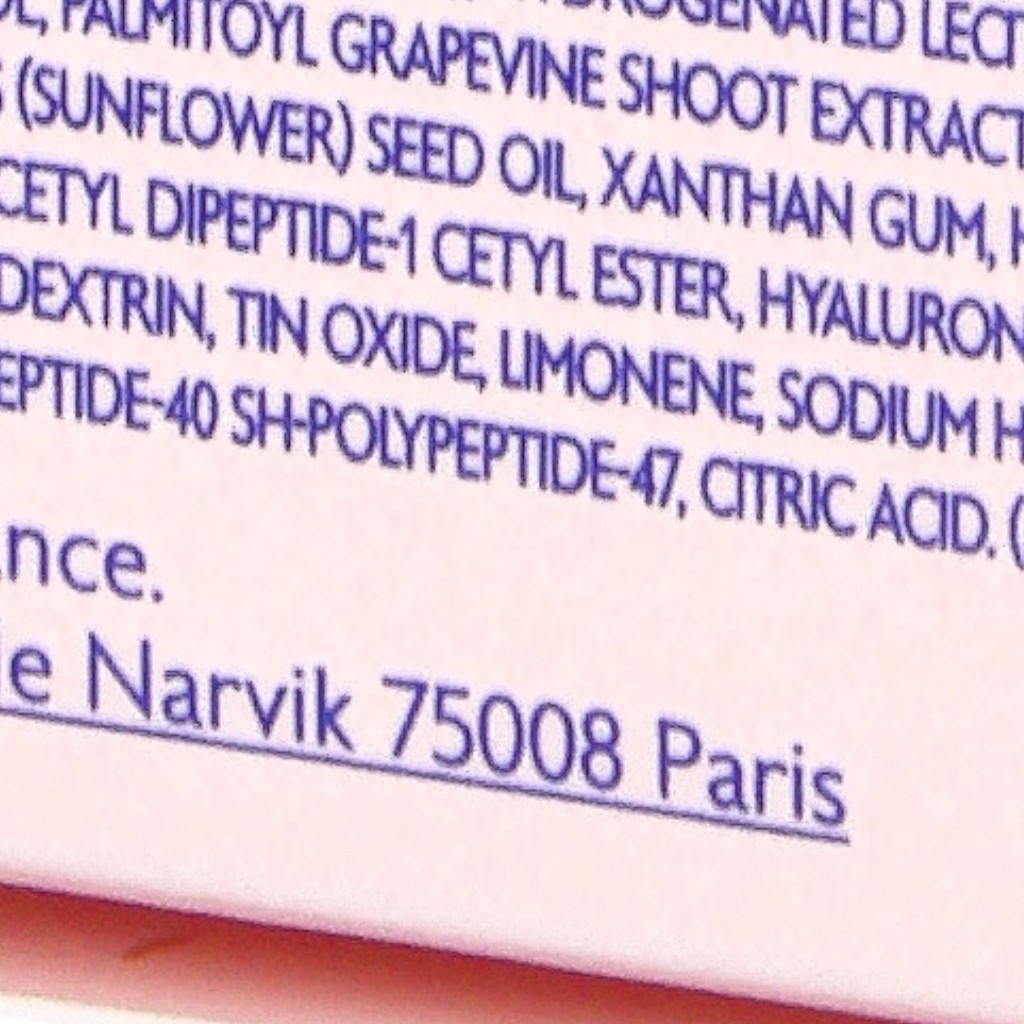 PALMITOYL GRAPEVINE SHOOT EXTRACT
(SUNFLOWER) SEED OIL, XANTHAN GUM,
CETYL DIPEPTIDE-1 CETYL ESTER, HYALURON
DEXTRIN, TIN OXIDE, LIMONENE, SODIUM H
EPTIDE-40 SH-POLYPEPTIDE-47, CITRIC ACID. (
nce.
ie Narvik 75008 Paris